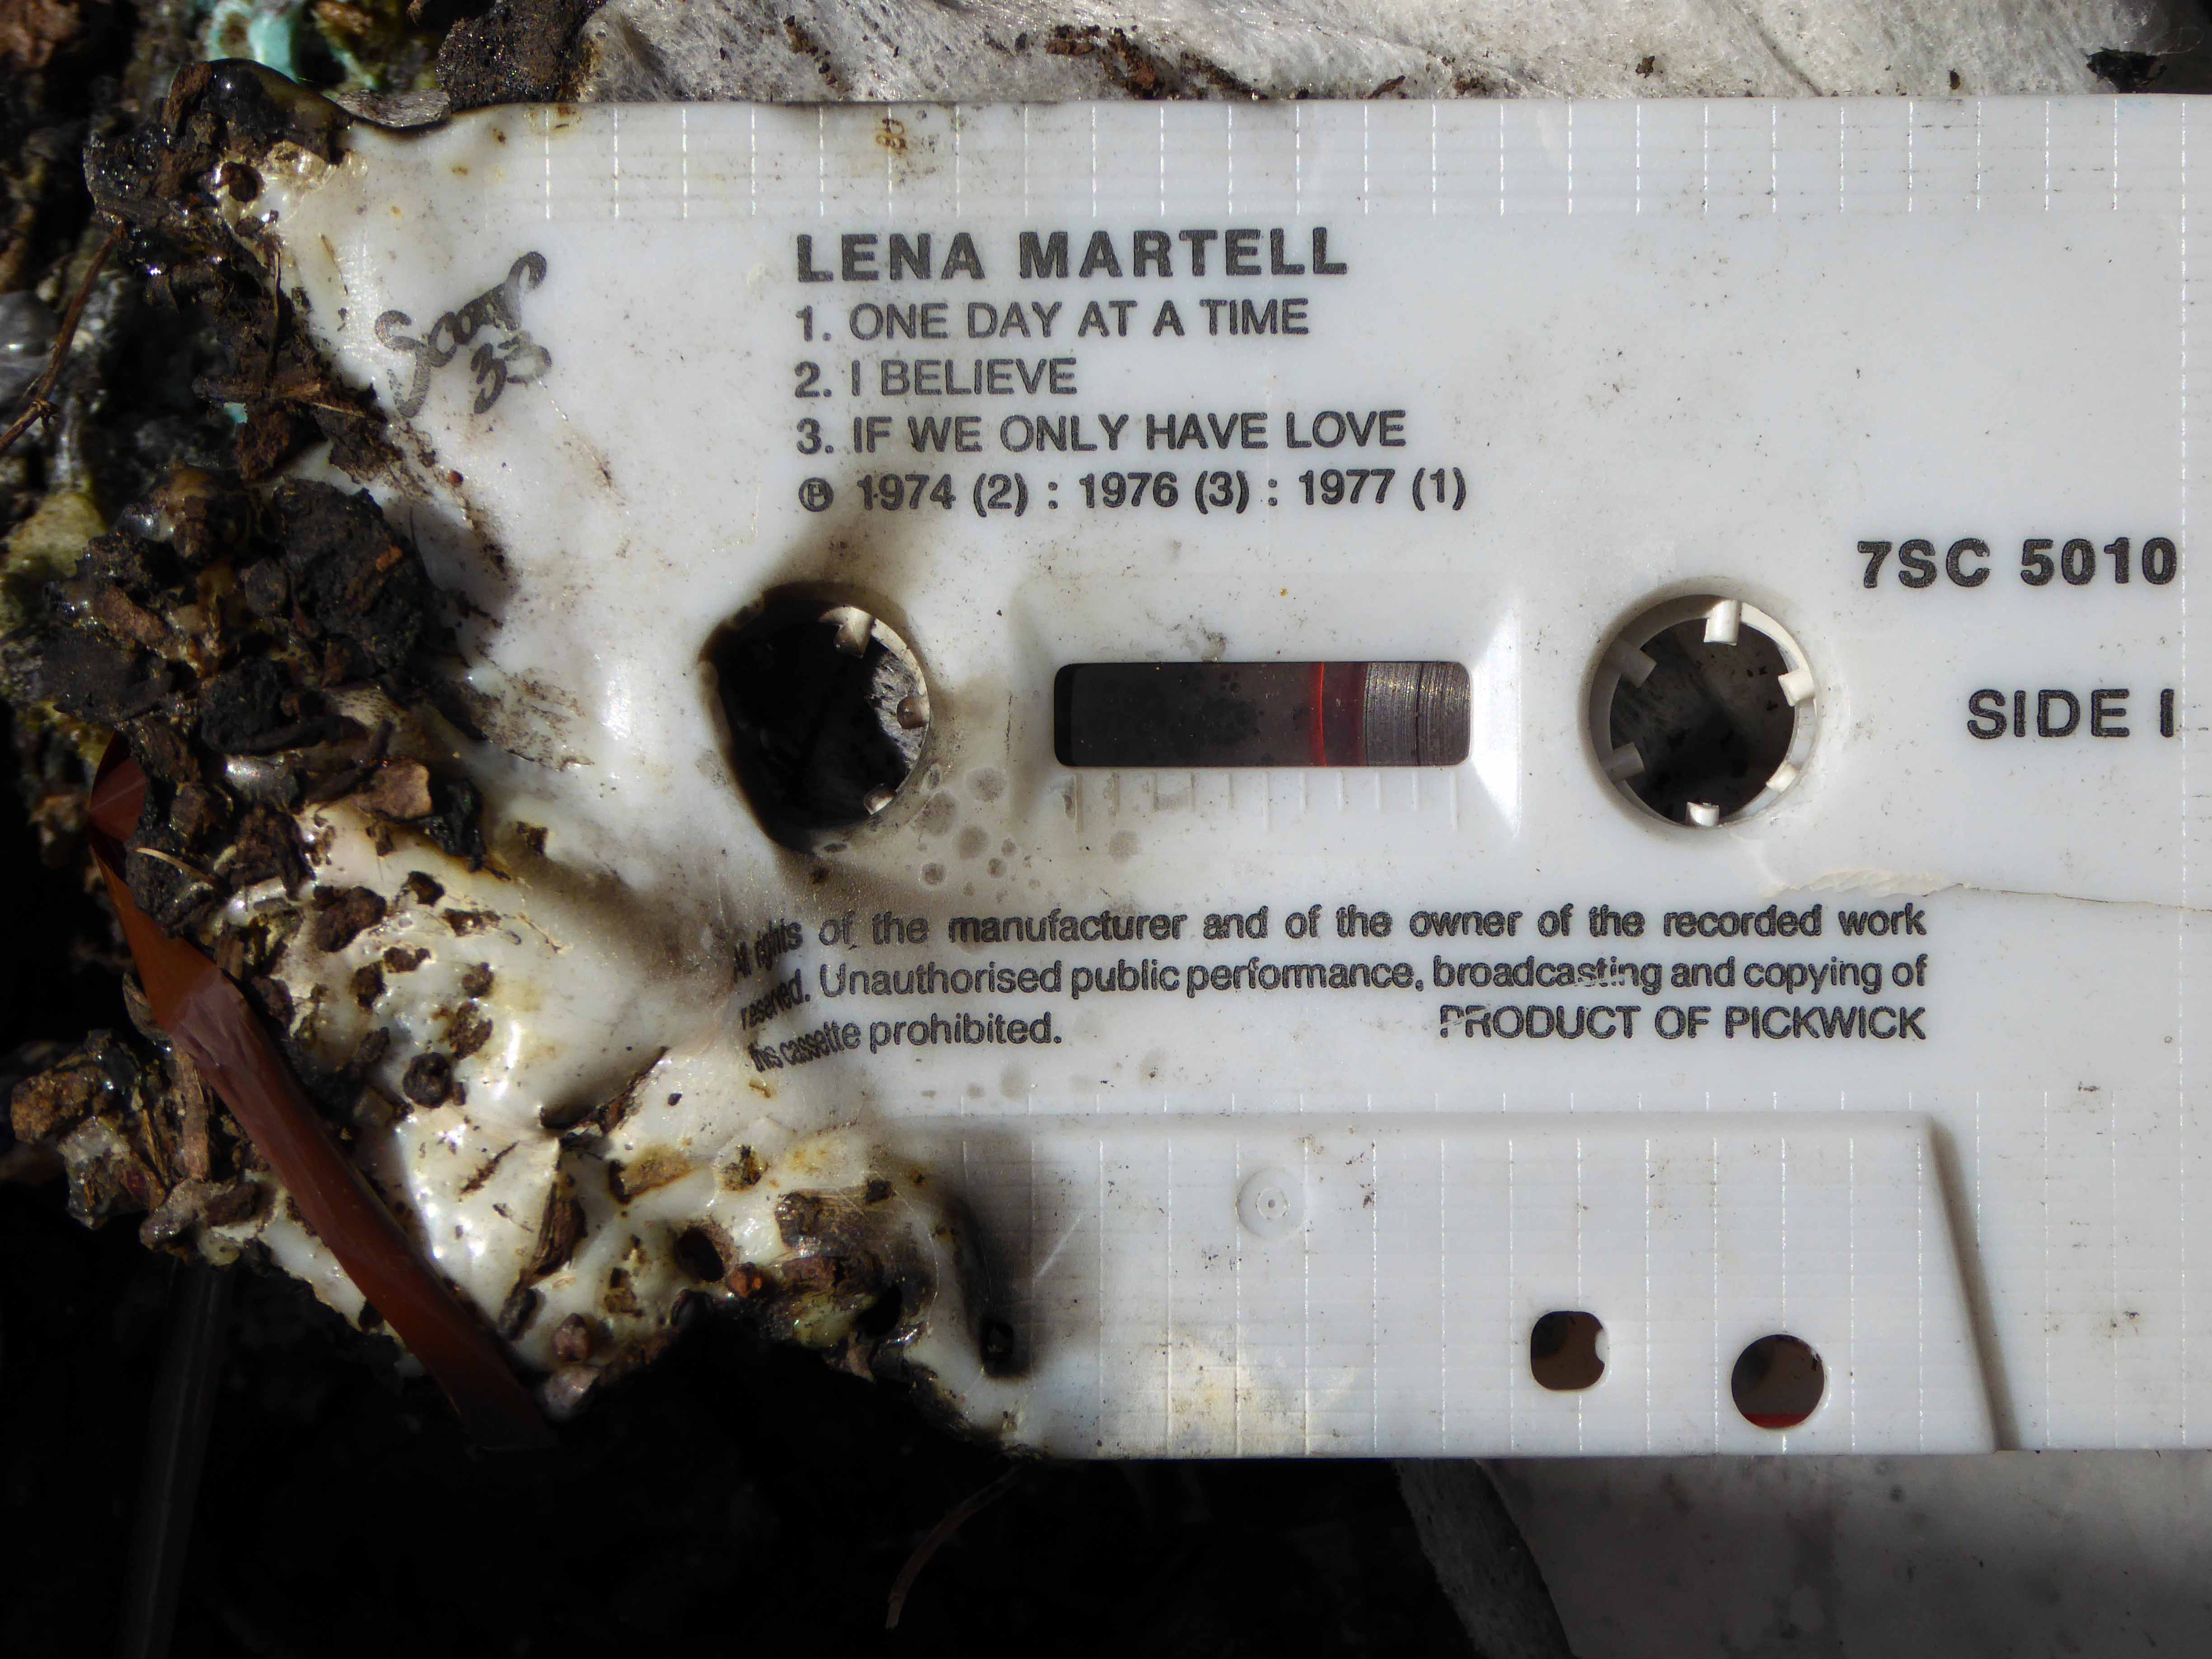 Scoop
33
LENA MARTELL
1. ONE DAY AT A TIME
2. I BELIEVE
3. IF WE ONLY HAVE LOVE
℗ 1974 (2) : 1976 (3) : 1977 (1)
7SC 5010
SIDE I
All rights of the manufacturer and of the owner of the recorded work
reserved. Unauthorised public performance, broadcasting and copying of
this cassette prohibited. PRODUCT OF PICKWICK